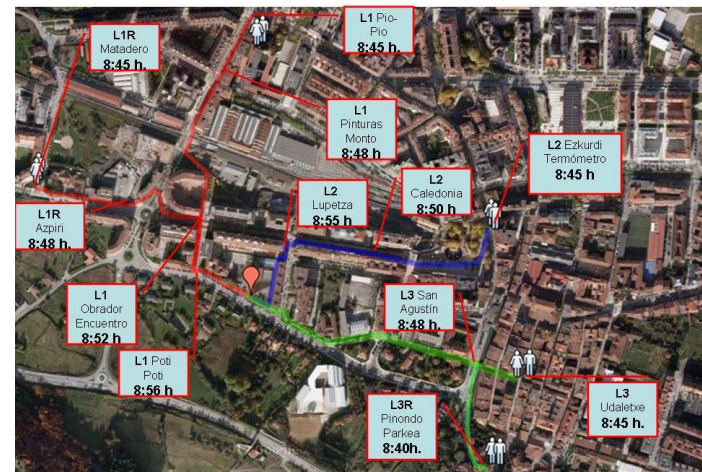 L1R
Matadero
8:45 h.
L1 Pio-
Pio
8:45 h.
L1
Pinturas
Monto
8:48 h
L2 Ezkurdi
Termómetro
8:45 h
L2
Caledonia
8:50 h
L2
Lupetza
8:55 h
L1R
Azpiri
8:48 h.
L1
Obrador
Encuentro
8:52 h
L1 Poti
Poti
8:56 h
L3 San
Agustín
8:48 h.
L3R
Pinondo
Parkea
8:40h.
L3
Udaletxe
8:45 h.